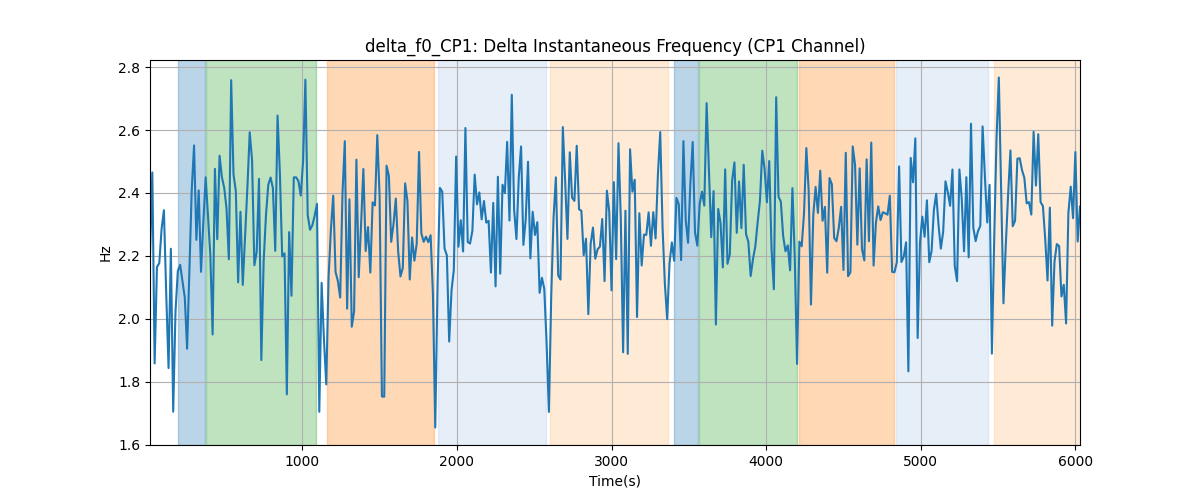 delta_f0_CP1: Delta Instantaneous Frequency (CP1 Channel)
2.8
2.6
2.4
2.2
2.0
1.8
1.6
Hz
1000 2000 3000 4000 5000 6000
Time(s)